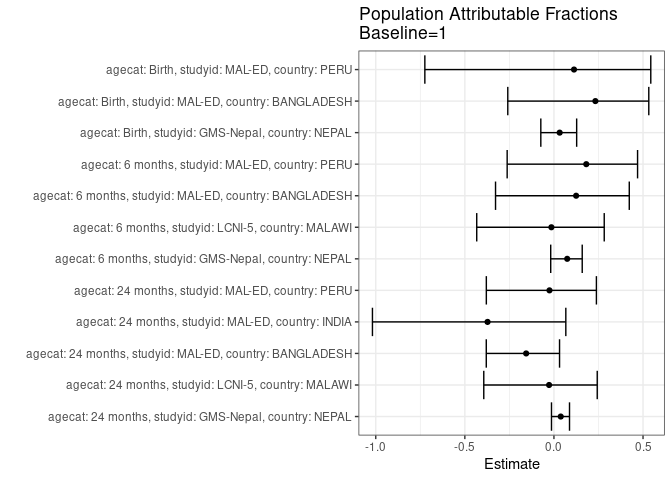 Population Attributable Fractions
Baseline=1
agecat: Birth, studyid: MAL-ED, country: PERU
agecat: Birth, studyid: MAL-ED, country: BANGLADESH
agecat: Birth, studyid: GMS-Nepal, country: NEPAL
agecat: 6 months, studyid: MAL-ED, country: PERU
agecat: 6 months, studyid: MAL-ED, country: BANGLADESH
agecat: 6 months, studyid: LCNI-5, country: MALAWI
agecat: 6 months, studyid: GMS-Nepal, country: NEPAL
agecat: 24 months, studyid: MAL-ED, country: PERU
agecat: 24 months, studyid: MAL-ED, country: INDIA
agecat: 24 months, studyid: MAL-ED, country: BANGLADESH
agecat: 24 months, studyid: LCNI-5, country: MALAWI
agecat: 24 months, studyid: GMS-Nepal, country: NEPAL
-1.0 -0.5 0.0 0.5
Estimate